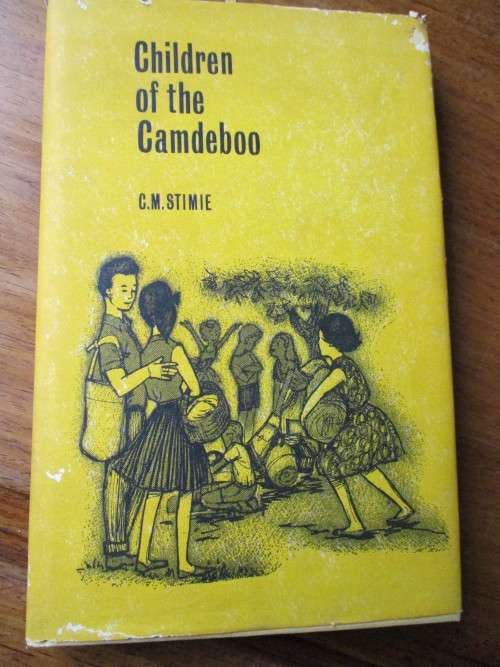 Children
of the
Camdeboo
C.M. STIMIE